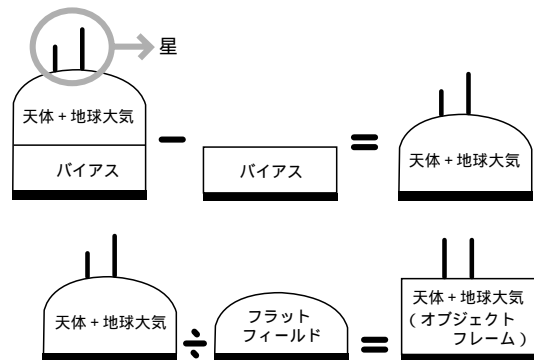 星
天体+地球大気
バイアス
バイアス
天体+地球大気
天体+地球大気
フラット
フィールド
天体+地球大気
(オブジェクト
フレーム)